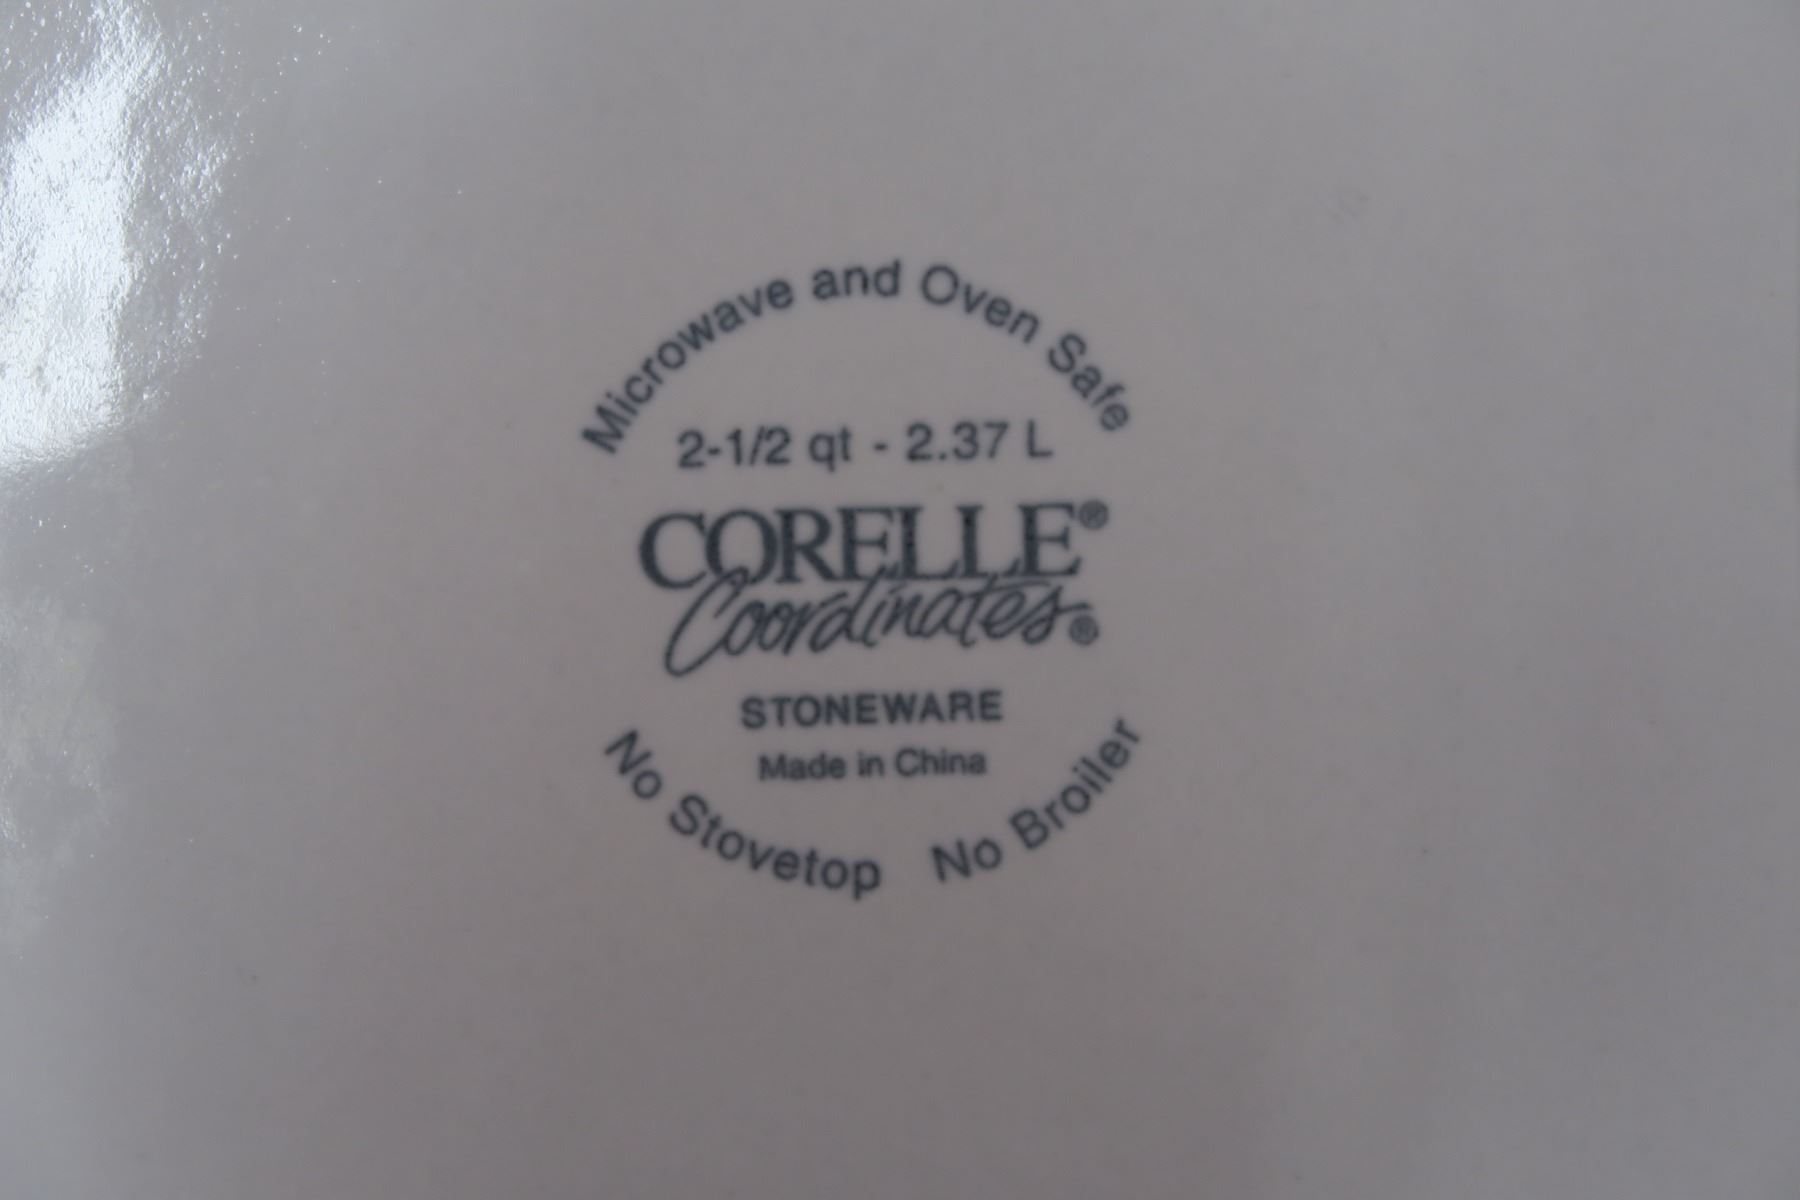 Microwave and Oven Safe
2-1/2 qt - 2.37 L
CORELLE®
Coordinates®
STONEWARE
Made in China
No Stovetop No Broiler